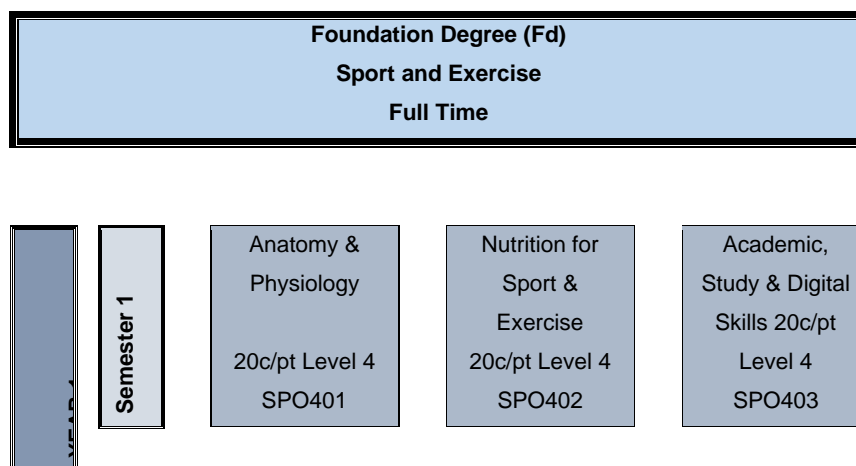 Foundation Degree (Fd)
Sport and Exercise
Full Time
Semester 1
Anatomy &
Physiology
20c/pt Level 4
SPO401
Nutrition for
Sport &
Exercise
20c/pt Level 4
SPO402
Academic,
Study & Digital
Skills 20c/pt
Level 4
SPO403